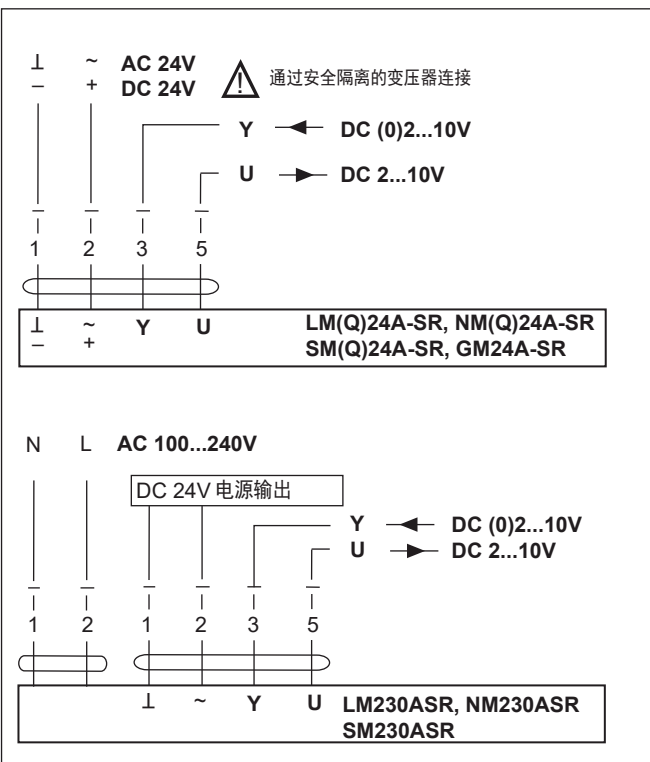 ⊥ ~ AC 24V
− + DC 24V
通过安全隔离的变压器连接
Y DC (0)2...10V
U DC 2...10V
1 2 3 5
⊥ ~ Y U LM(Q)24A-SR, NM(Q)24A-SR
− + SM(Q)24A-SR, GM24A-SR
N L AC 100...240V
DC 24V 电源输出
Y DC (0)2...10V
U DC 2...10V
1 2 1 2 3 5
⊥ ~ Y U LM230ASR, NM230ASR
SM230ASR